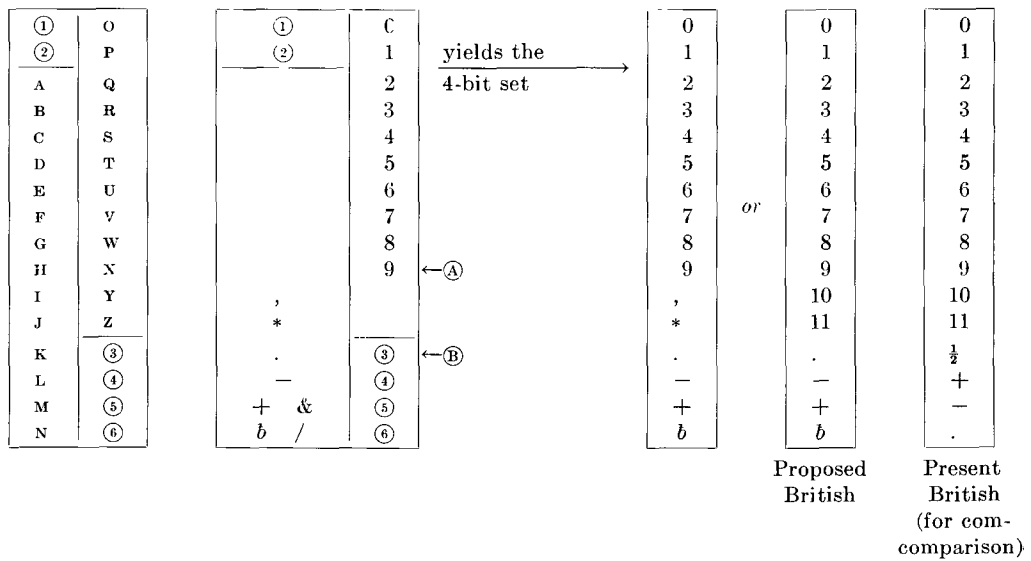 ① O ① 0 0 0 0
② P ② 1 yields the 1 1 1
A Q 2 4-bit set 2 2 2
B R 3 3 3 3
C S 4 4 4 4
D T 5 5 5 5
E U 6 6 6 6
F V 7 7 or 7 7
G W 8 8 8 8
H X 9 ←Ⓐ 9 9 9
I Y , , 10 10
J Z * * 11 11
K ③ . ③ ←Ⓑ . . ½
L ④ — ④ — — +
M ⑤ + & ⑤ + + —
N ⑥ b / ⑥ b b .
Proposed Present
British British
(for com-
comparison)